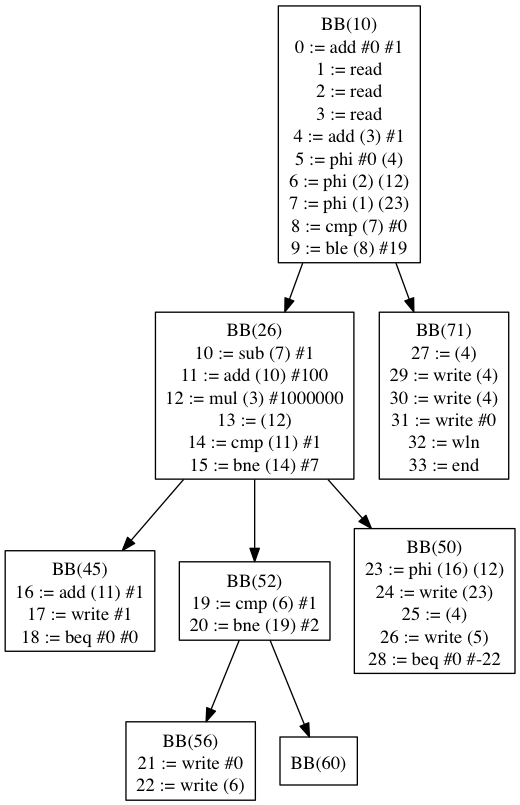 BB(10)
0 := add #0 #1
1 := read
2 := read
3 := read
4 := add (3) #1
5 := phi #0 (4)
6 := phi (2) (12)
7 := phi (1) (23)
8 := cmp (7) #0
9 := ble (8) #19
BB(26)
10 := sub (7) #1
11 := add (10) #100
12 := mul (3) #1000000
13 := (12)
14 := cmp (11) #1
15 := bne (14) #7
BB(71)
27 := (4)
29 := write (4)
30 := write (4)
31 := write #0
32 := wln
33 := end
BB(45)
16 := add (11) #1
17 := write #1
18 := beq #0 #0
BB(52)
19 := cmp (6) #1
20 := bne (19) #2
BB(50)
23 := phi (16) (12)
24 := write (23)
25 := (4)
26 := write (5)
28 := beq #0 #-22
BB(56)
21 := write #0
22 := write (6)
BB(60)